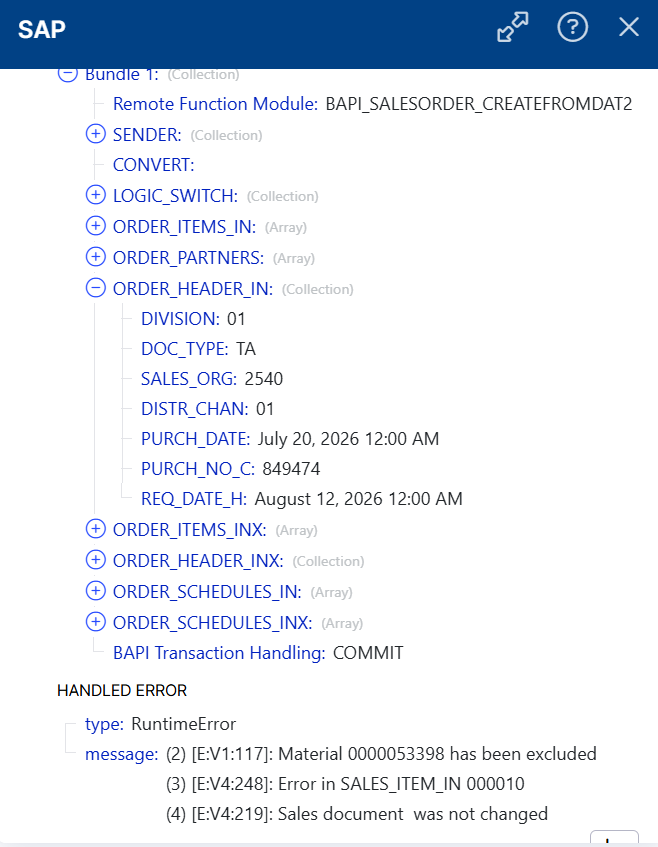 SAP
Bundle 1: (Collection)
Remote Function Module: BAPI_SALESORDER_CREATEFROMDAT2
SENDER: (Collection)
CONVERT:
LOGIC_SWITCH: (Collection)
ORDER_ITEMS_IN: (Array)
ORDER_PARTNERS: (Array)
ORDER_HEADER_IN: (Collection)
DIVISION: 01
DOC_TYPE: TA
SALES_ORG: 2540
DISTR_CHAN: 01
PURCH_DATE: July 20, 2026 12:00 AM
PURCH_NO_C: 849474
REQ_DATE_H: August 12, 2026 12:00 AM
ORDER_ITEMS_INX: (Array)
ORDER_HEADER_INX: (Collection)
ORDER_SCHEDULES_IN: (Array)
ORDER_SCHEDULES_INX: (Array)
BAPI Transaction Handling: COMMIT
HANDLED ERROR
type: RuntimeError
message: (2) [E:V1:117]: Material 0000053398 has been excluded
(3) [E:V4:248]: Error in SALES_ITEM_IN 000010
(4) [E:V4:219]: Sales document  was not changed